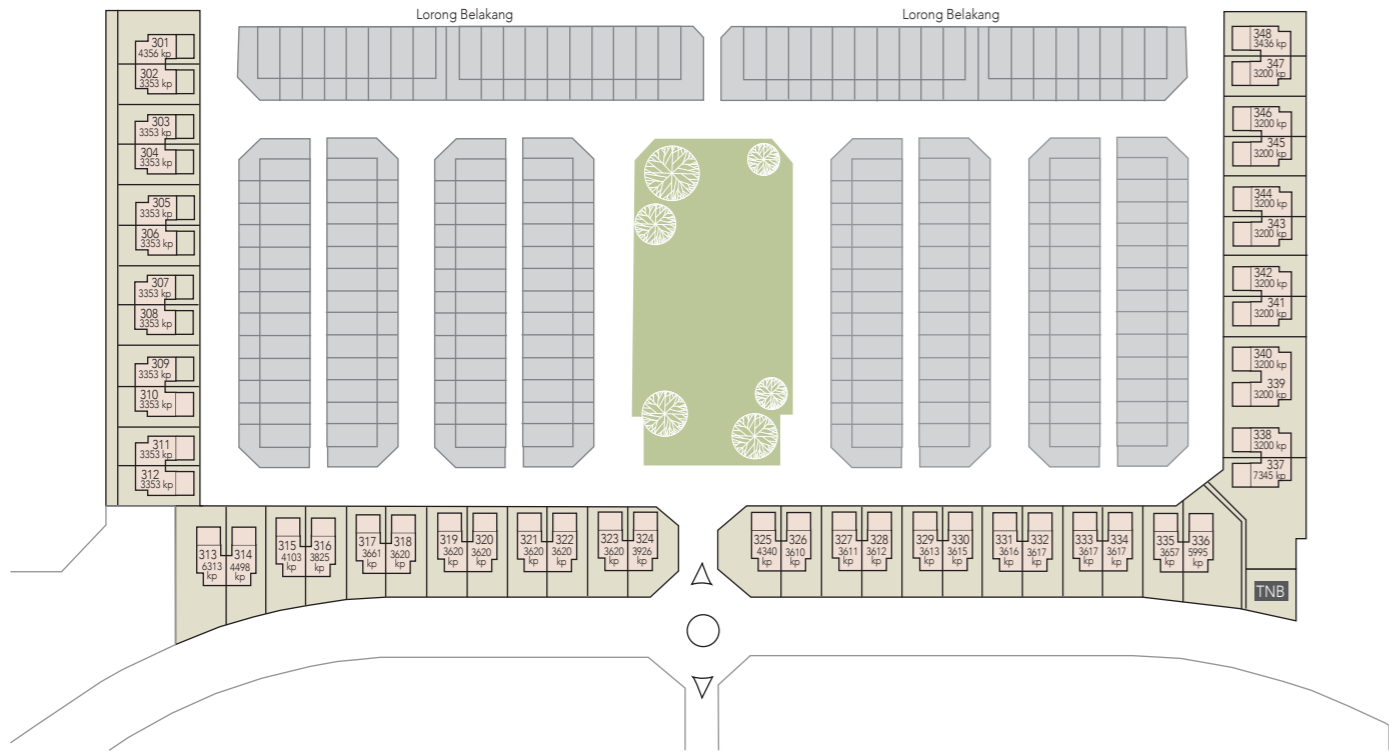 Lorong Belakang
Lorong Belakang
301
4356 kp
302
3353 kp
303
3353 kp
304
3353 kp
305
3353 kp
306
3353 kp
307
3353 kp
308
3353 kp
309
3353 kp
310
3353 kp
311
3353 kp
312
3353 kp
348
3436 kp
347
3200 kp
346
3200 kp
345
3200 kp
344
3200 kp
343
3200 kp
342
3200 kp
341
3200 kp
340
3200 kp
339
3200 kp
338
3200 kp
337
7345 kp
313
6313
kp
314
4498
kp
315
4103
kp
316
3825
kp
317
3661
kp
318
3620
kp
319
3620
kp
320
3620
kp
321
3620
kp
322
3620
kp
323
3620
kp
324
3926
kp
325
4340
kp
326
3610
kp
327
3611
kp
328
3612
kp
329
3613
kp
330
3615
kp
331
3616
kp
332
3617
kp
333
3617
kp
334
3617
kp
335
3657
kp
336
5995
kp
TNB